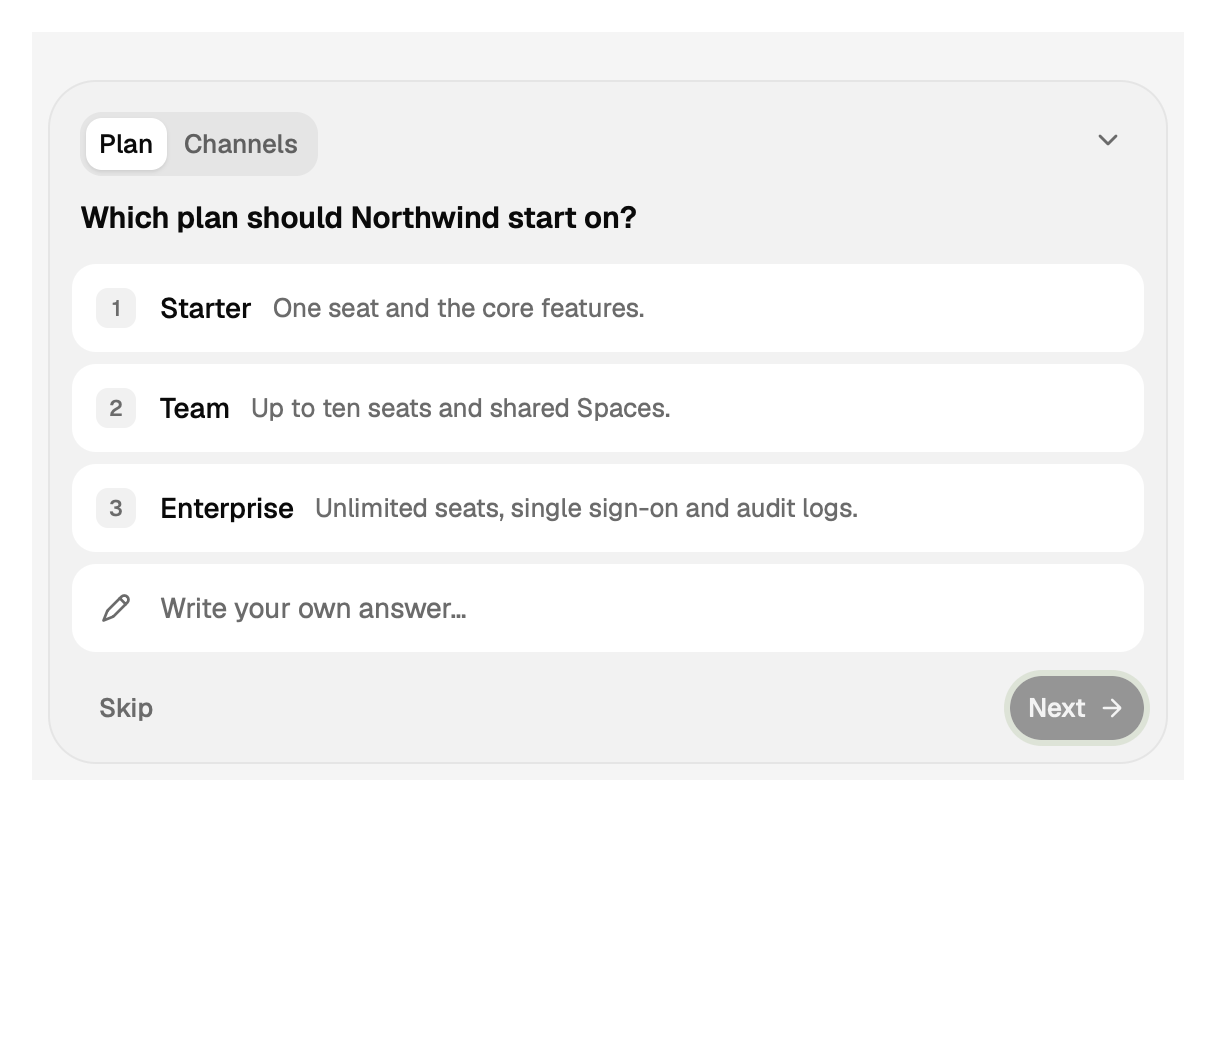 Plan Channels
Which plan should Northwind start on?
1 Starter One seat and the core features.
2 Team Up to ten seats and shared Spaces.
3 Enterprise Unlimited seats, single sign-on and audit logs.
Write your own answer...
Skip Next →